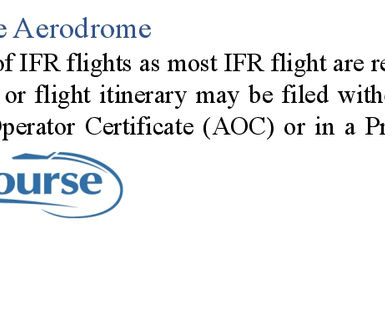 e Aerodrome
of IFR flights as most IFR flight are re
or flight itinerary may be filed witho
Operator Certificate (AOC) or in a Pr
ourse